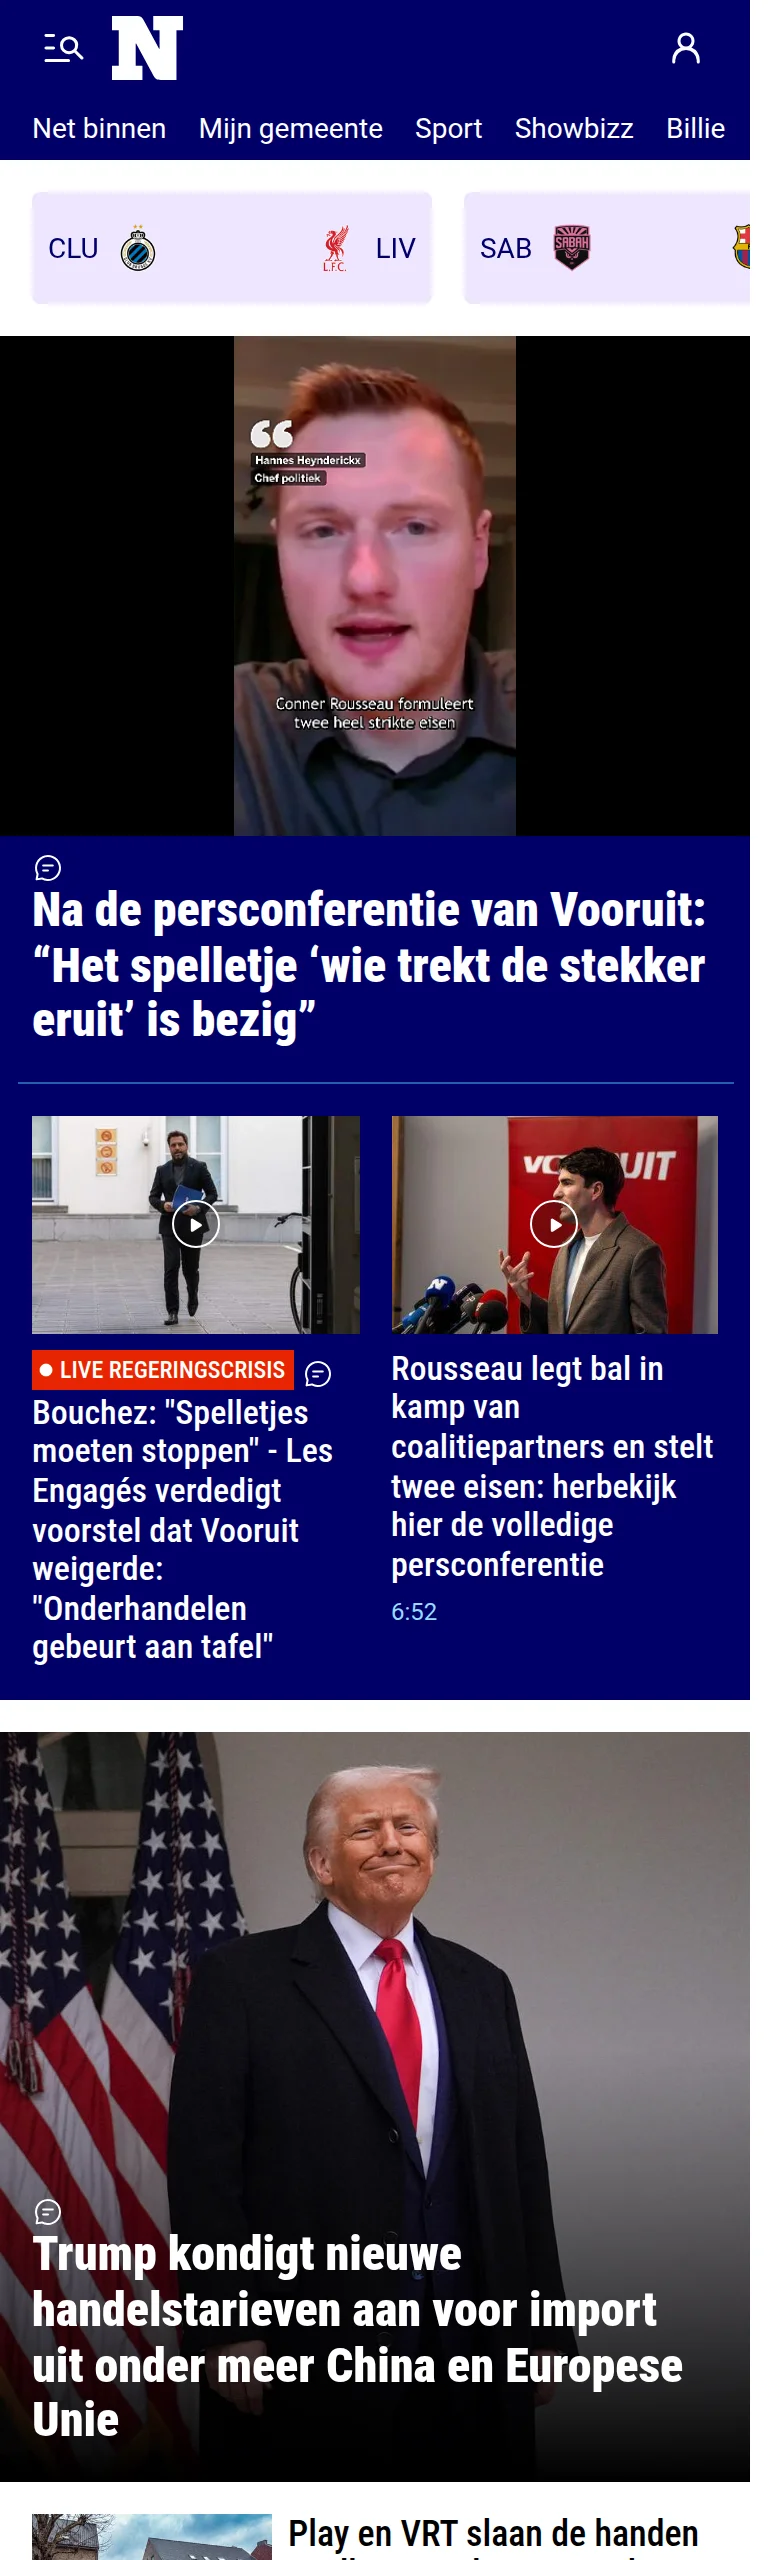 N
Net binnen Mijn gemeente Sport Showbizz Billie
CLU LIV SAB
L.F.C.
SABAH
Hannes Heynderickx
Chef politiek
Conner Rousseau formuleert
twee heel strikte eisen
Na de persconferentie van Vooruit:
“Het spelletje ‘wie trekt de stekker
eruit’ is bezig”
LIVE REGERINGSCRISIS
Bouchez: "Spelletjes
moeten stoppen" - Les
Engagés verdedigt
voorstel dat Vooruit
weigerde:
"Onderhandelen
gebeurt aan tafel"
N
Rousseau legt bal in
kamp van
coalitiepartners en stelt
twee eisen: herbekijk
hier de volledige
persconferentie
6:52
Trump kondigt nieuwe
handelstarieven aan voor import
uit onder meer China en Europese
Unie
Play en VRT slaan de handen